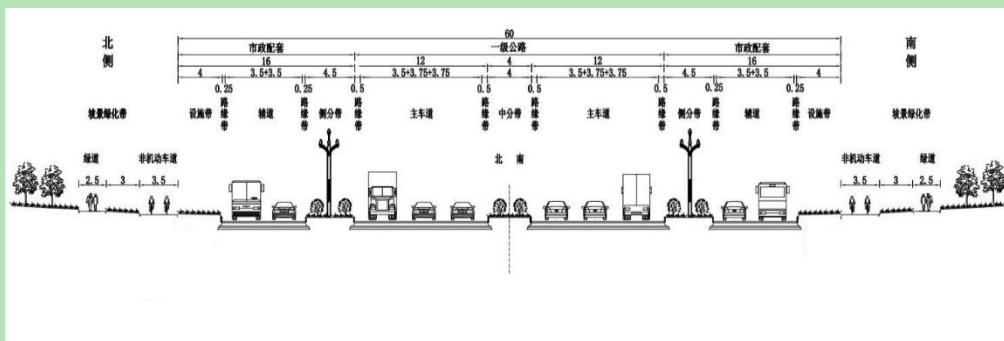 60
北侧
南侧
市政配套 一级公路 市政配套
16 12 4 12 16
4 3.5+3.5 4.5 3.5+3.75+3.75 4 3.5+3.75+3.75 4.5 3.5+3.5 4
0.25 0.25 0.5 0.5 0.5 0.5 0.25 0.25
坡景绿化带 设施带 路缘带 辅道 路缘带 侧分带 路缘带 主车道 路缘带 中分带 路缘带 主车道 路缘带 侧分带 路缘带 辅道 路缘带 设施带 坡景绿化带
绿道 非机动车道 北 南 非机动车道 绿道
2.5 3 3.5 3.5 3 2.5